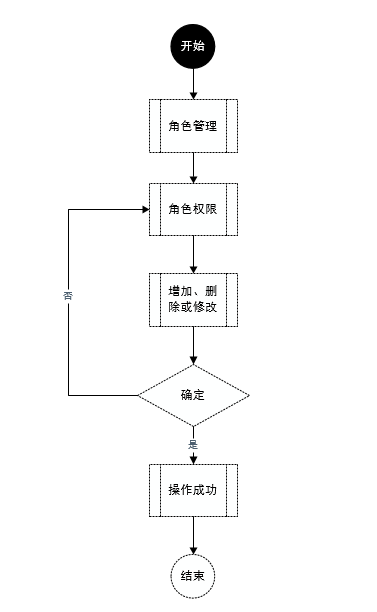 开始
角色管理
角色权限
增加、删
除或修改
否
确定
是
操作成功
结束